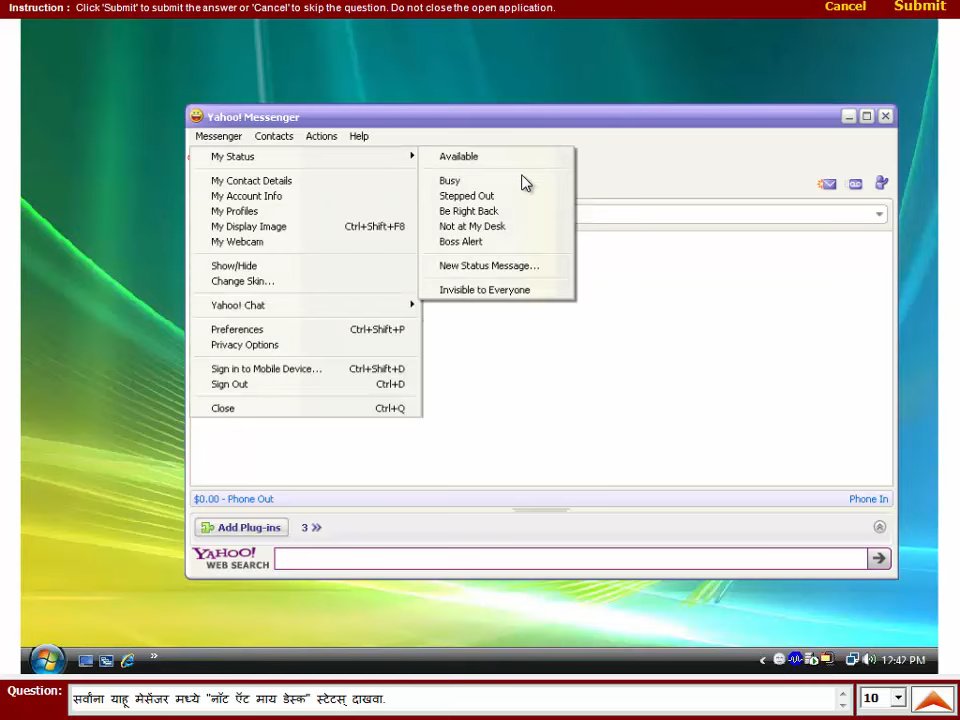 Instruction : Click 'Submit' to submit the answer or 'Cancel' to skip the question. Do not close the open application.
Cancel
Submit
Yahoo! Messenger
Messenger Contacts Actions Help
My Status
My Contact Details
My Account Info
My Profiles
My Display Image Ctrl+Shift+F8
My Webcam
Show/Hide
Change Skin...
Yahoo! Chat
Preferences Ctrl+Shift+P
Privacy Options
Sign in to Mobile Device... Ctrl+Shift+D
Sign Out Ctrl+D
Close Ctrl+Q
Available
Busy
Stepped Out
Be Right Back
Not at My Desk
Boss Alert
New Status Message...
Invisible to Everyone
$0.00 - Phone Out
Phone In
Add Plug-ins 3 »
YAHOO!
WEB SEARCH
12:42 PM
Question: सर्वांना याहू मेसेंजर मध्ये "नॉट ऍट माय डेस्क" स्टेटस् दाखवा.
10